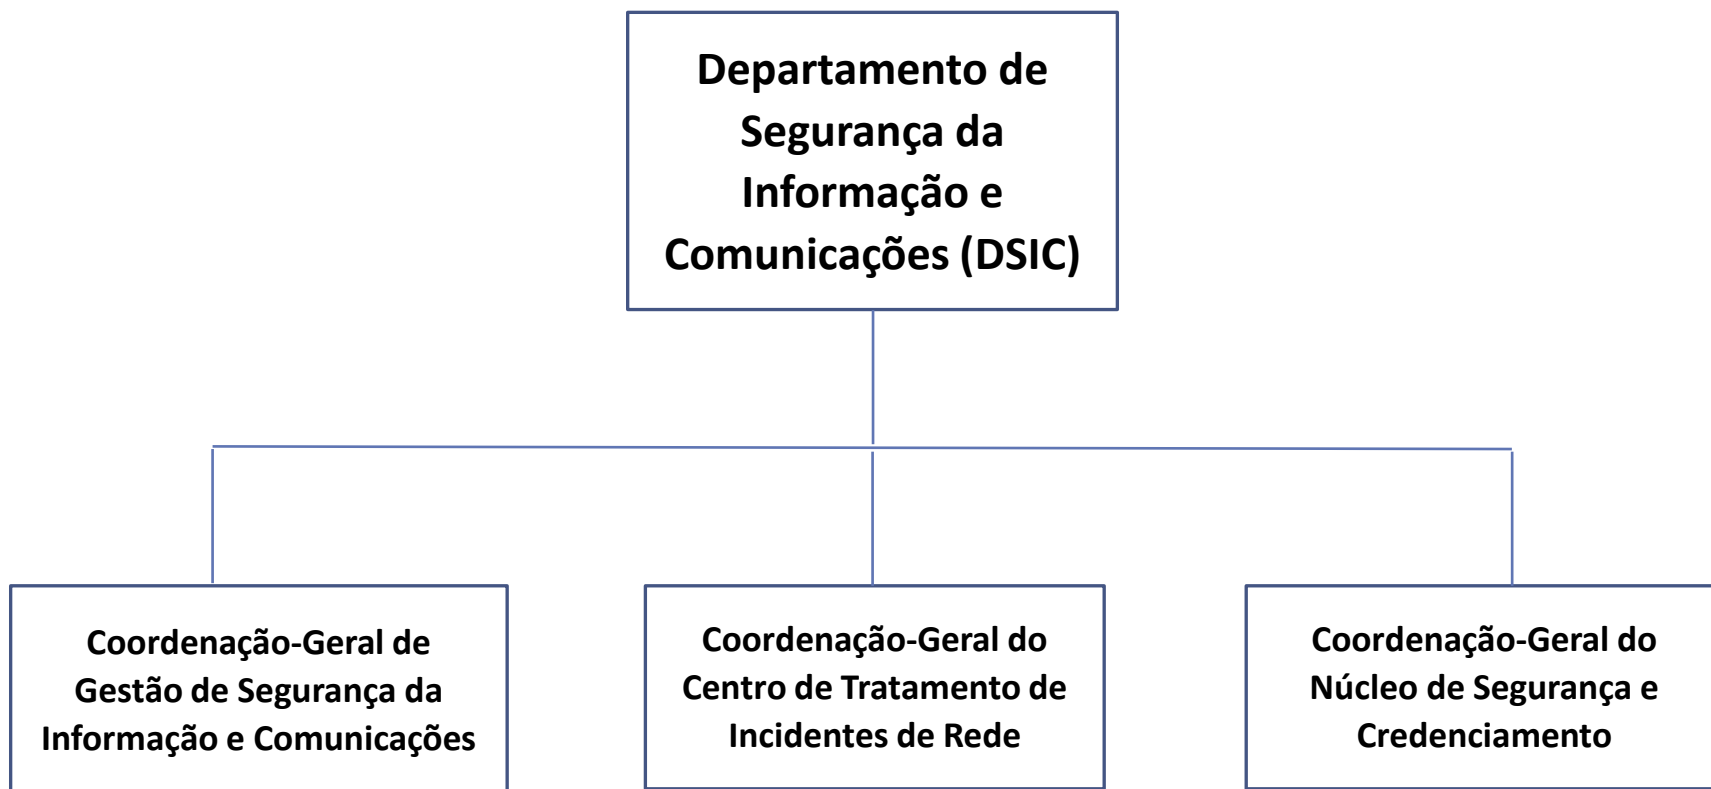 Departamento de
Segurança da
Informação e
Comunicações (DSIC)
Coordenação-Geral de
Gestão de Segurança da
Informação e Comunicações
Coordenação-Geral do
Centro de Tratamento de
Incidentes de Rede
Coordenação-Geral do
Núcleo de Segurança e
Credenciamento